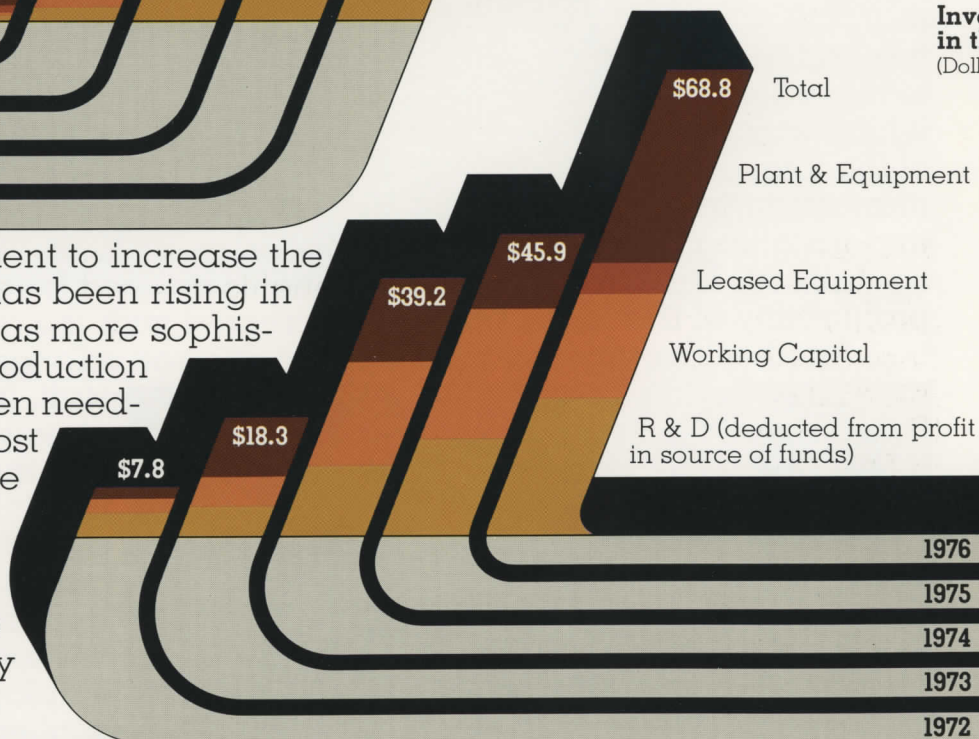 Inve
in t
(Doll
$68.8
Total
Plant & Equipment
Leased Equipment
Working Capital
R & D (deducted from profit
in source of funds)
$45.9
$39.2
$18.3
$7.8
ent to increase the
as been rising in
as more sophis-
oduction
en need-
ost
e
y
1976
1975
1974
1973
1972